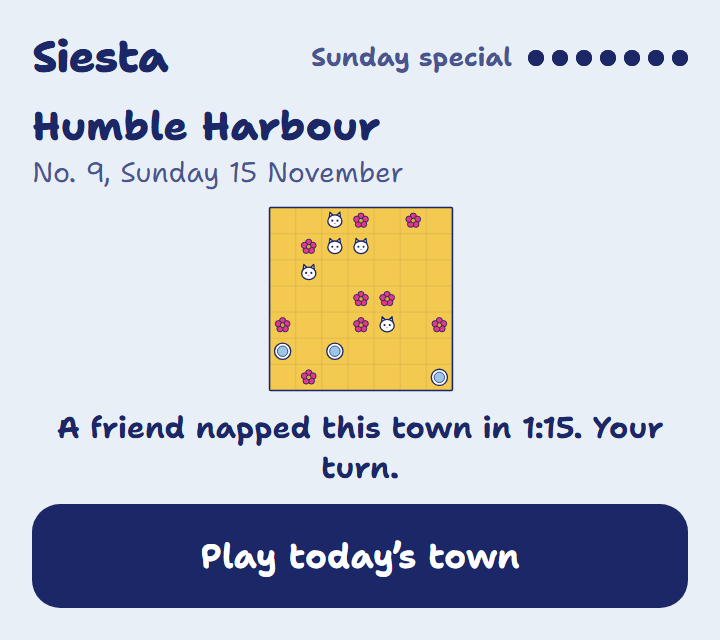 Siesta
Sunday special
Humble Harbour
No. 9, Sunday 15 November
A friend napped this town in 1:15. Your
turn.
Play today's town